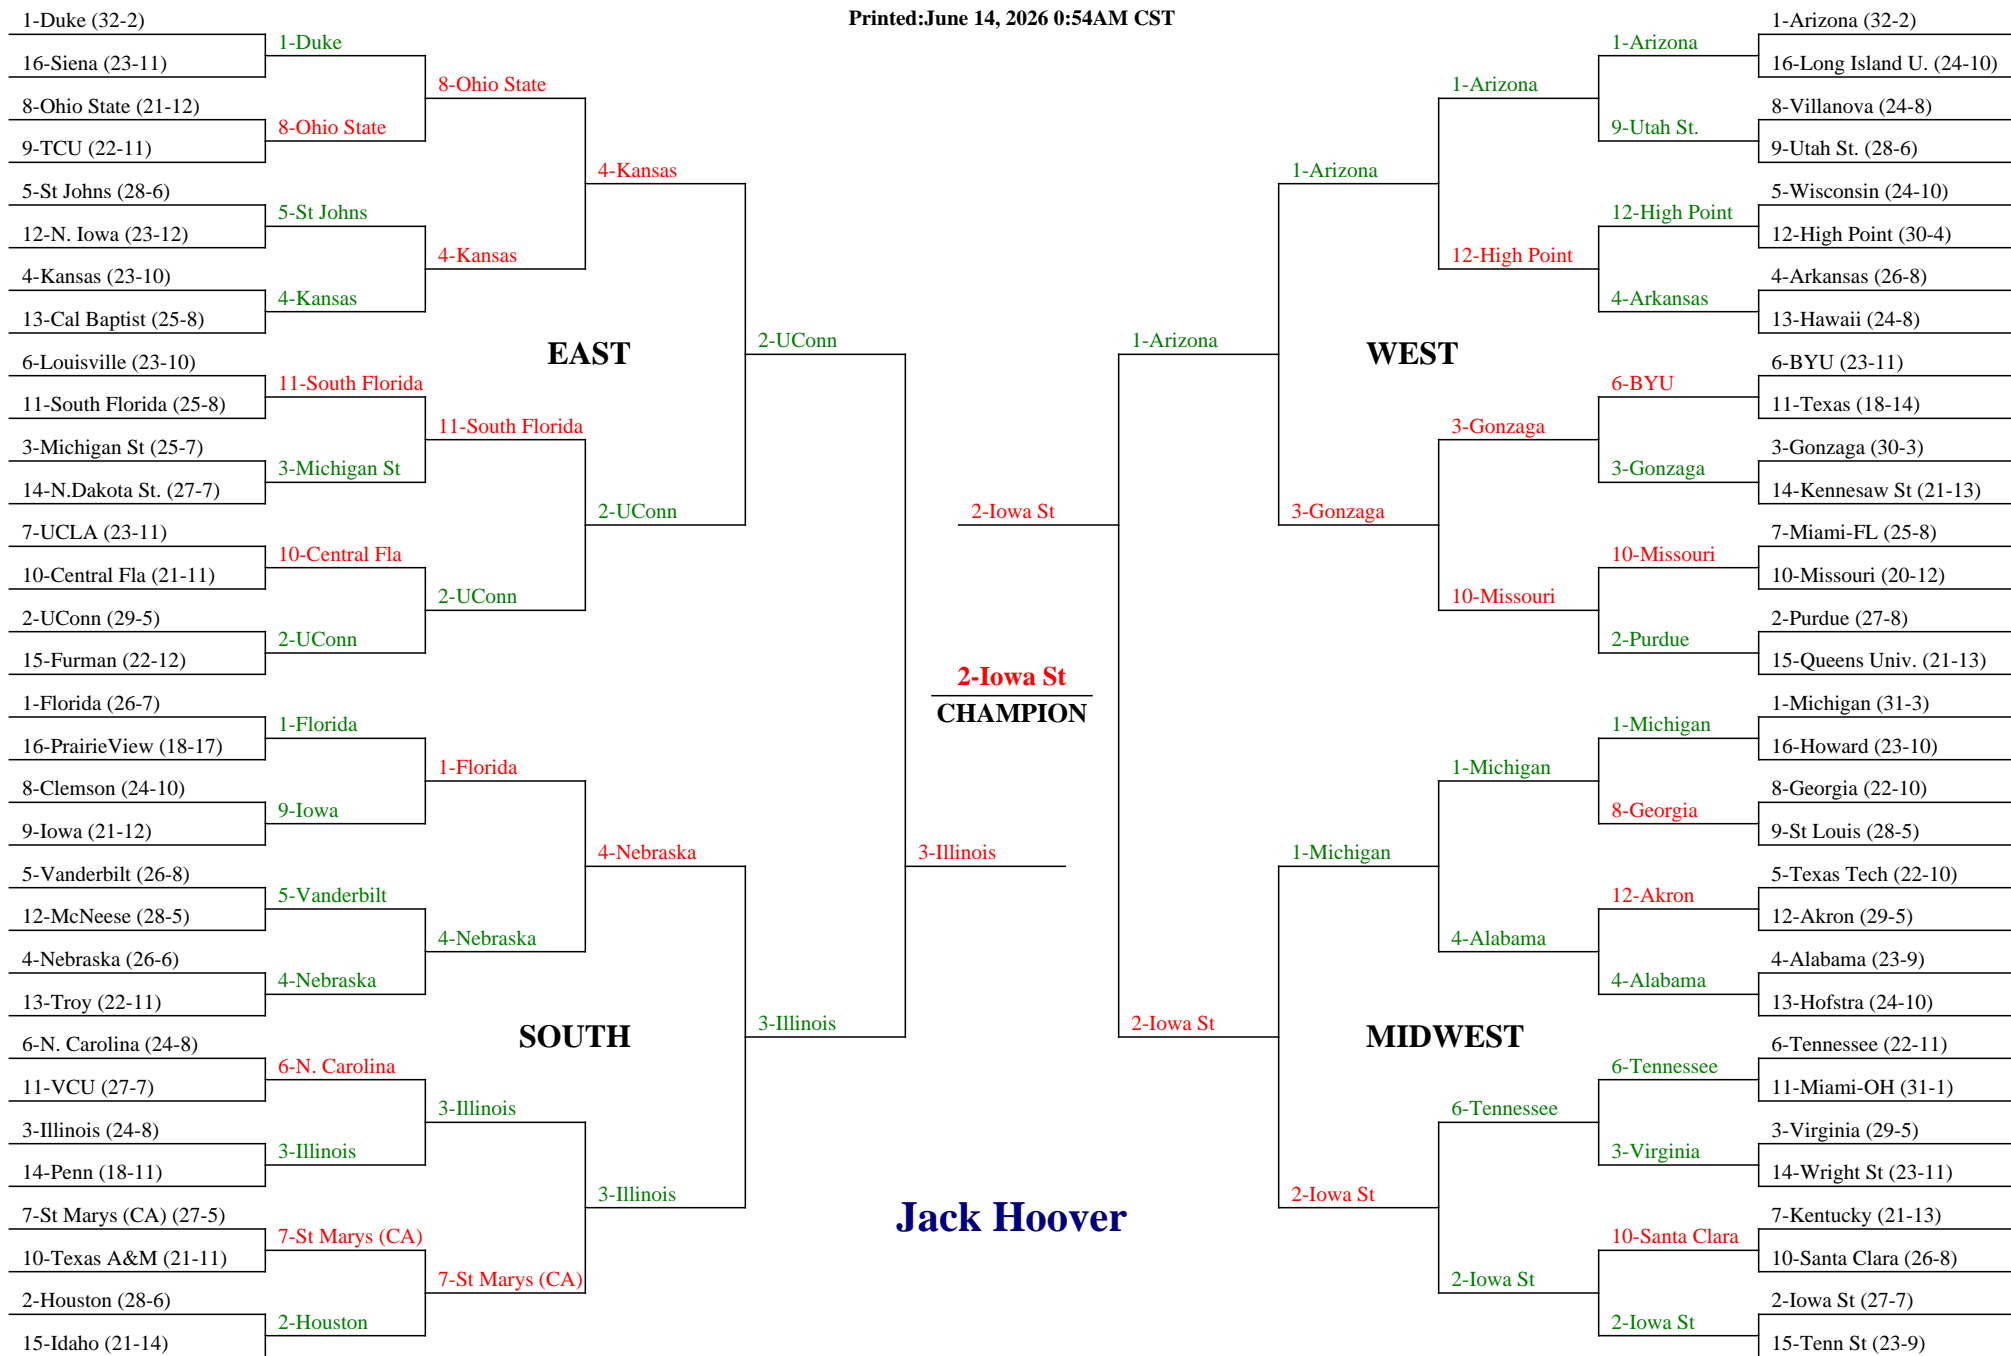 Printed:June 14, 2026 0:54AM CST
1-Duke (32-2)
16-Siena (23-11)
8-Ohio State (21-12)
9-TCU (22-11)
5-St Johns (28-6)
12-N. Iowa (23-12)
4-Kansas (23-10)
13-Cal Baptist (25-8)
6-Louisville (23-10)
11-South Florida (25-8)
3-Michigan St (25-7)
14-N.Dakota St. (27-7)
7-UCLA (23-11)
10-Central Fla (21-11)
2-UConn (29-5)
15-Furman (22-12)
1-Florida (26-7)
16-PrairieView (18-17)
8-Clemson (24-10)
9-Iowa (21-12)
5-Vanderbilt (26-8)
12-McNeese (28-5)
4-Nebraska (26-6)
13-Troy (22-11)
6-N. Carolina (24-8)
11-VCU (27-7)
3-Illinois (24-8)
14-Penn (18-11)
7-St Marys (CA) (27-5)
10-Texas A&M (21-11)
2-Houston (28-6)
15-Idaho (21-14)
1-Duke
8-Ohio State
5-St Johns
4-Kansas
11-South Florida
3-Michigan St
10-Central Fla
2-UConn
1-Florida
9-Iowa
5-Vanderbilt
4-Nebraska
6-N. Carolina
3-Illinois
7-St Marys (CA)
2-Houston
8-Ohio State
4-Kansas
11-South Florida
2-UConn
1-Florida
4-Nebraska
3-Illinois
7-St Marys (CA)
4-Kansas
2-UConn
4-Nebraska
3-Illinois
EAST
SOUTH
2-UConn
3-Illinois
3-Illinois
2-Iowa St
2-Iowa St
CHAMPION
Jack Hoover
1-Arizona
2-Iowa St
WEST
MIDWEST
1-Arizona
3-Gonzaga
1-Michigan
2-Iowa St
1-Arizona
12-High Point
3-Gonzaga
10-Missouri
1-Michigan
4-Alabama
6-Tennessee
2-Iowa St
1-Arizona
9-Utah St.
12-High Point
4-Arkansas
6-BYU
3-Gonzaga
10-Missouri
2-Purdue
1-Michigan
8-Georgia
12-Akron
4-Alabama
6-Tennessee
3-Virginia
10-Santa Clara
2-Iowa St
1-Arizona (32-2)
16-Long Island U. (24-10)
8-Villanova (24-8)
9-Utah St. (28-6)
5-Wisconsin (24-10)
12-High Point (30-4)
4-Arkansas (26-8)
13-Hawaii (24-8)
6-BYU (23-11)
11-Texas (18-14)
3-Gonzaga (30-3)
14-Kennesaw St (21-13)
7-Miami-FL (25-8)
10-Missouri (20-12)
2-Purdue (27-8)
15-Queens Univ. (21-13)
1-Michigan (31-3)
16-Howard (23-10)
8-Georgia (22-10)
9-St Louis (28-5)
5-Texas Tech (22-10)
12-Akron (29-5)
4-Alabama (23-9)
13-Hofstra (24-10)
6-Tennessee (22-11)
11-Miami-OH (31-1)
3-Virginia (29-5)
14-Wright St (23-11)
7-Kentucky (21-13)
10-Santa Clara (26-8)
2-Iowa St (27-7)
15-Tenn St (23-9)